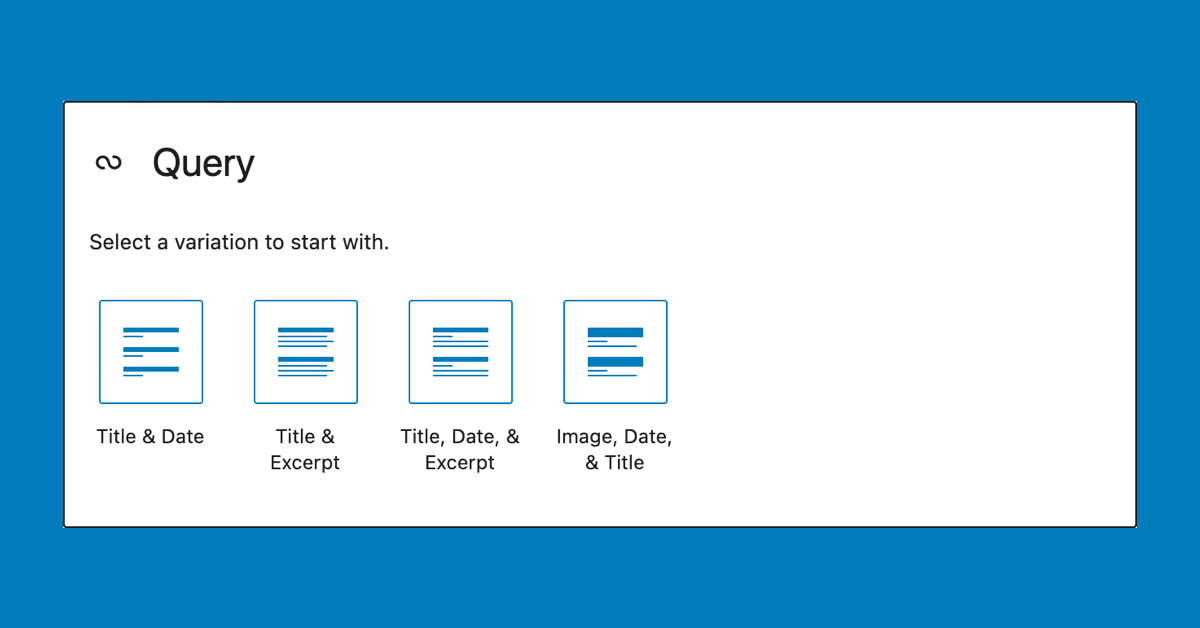 Query
Select a variation to start with.
Title & Date
Title &
Excerpt
Title, Date, &
Excerpt
Image, Date,
& Title